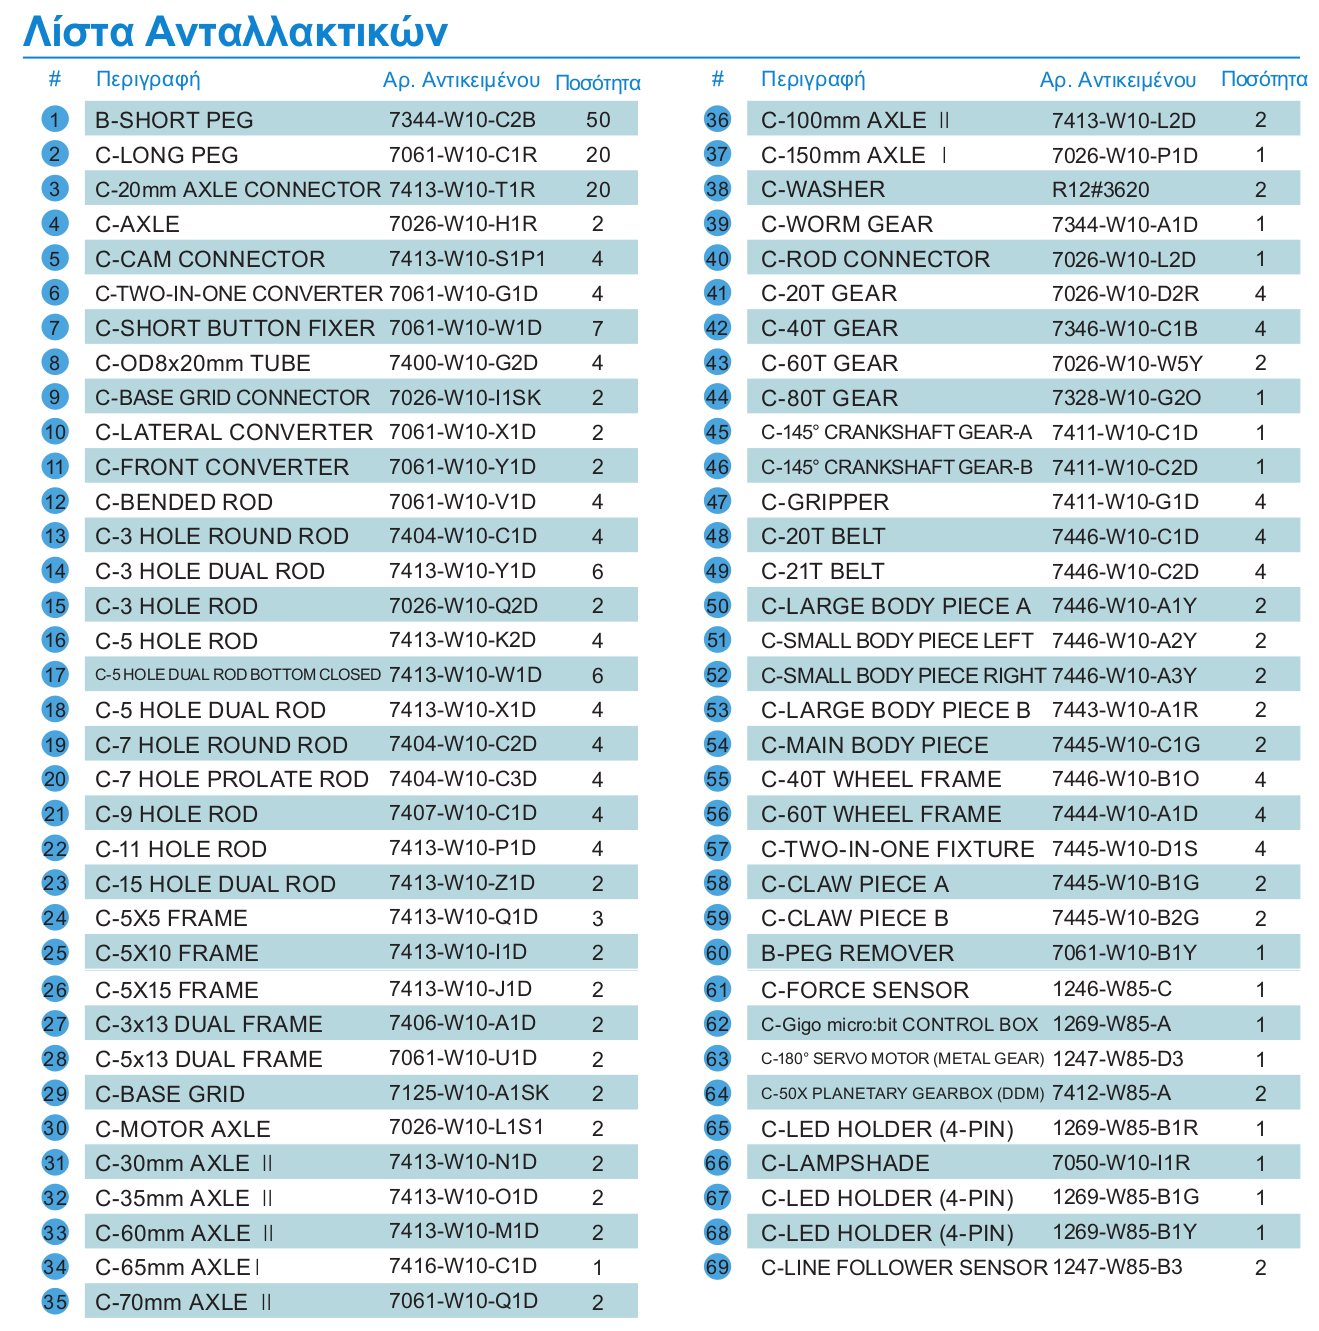 Λίστα Ανταλλακτικών
# Περιγραφή Αρ. Αντικειμένου Ποσότητα
1 B-SHORT PEG 7344-W10-C2B 50
2 C-LONG PEG 7061-W10-C1R 20
3 C-20mm AXLE CONNECTOR 7413-W10-T1R 20
4 C-AXLE 7026-W10-H1R 2
5 C-CAM CONNECTOR 7413-W10-S1P1 4
6 C-TWO-IN-ONE CONVERTER 7061-W10-G1D 4
7 C-SHORT BUTTON FIXER 7061-W10-W1D 7
8 C-OD8x20mm TUBE 7400-W10-G2D 4
9 C-BASE GRID CONNECTOR 7026-W10-I1SK 2
10 C-LATERAL CONVERTER 7061-W10-X1D 2
11 C-FRONT CONVERTER 7061-W10-Y1D 2
12 C-BENDED ROD 7061-W10-V1D 4
13 C-3 HOLE ROUND ROD 7404-W10-C1D 4
14 C-3 HOLE DUAL ROD 7413-W10-Y1D 6
15 C-3 HOLE ROD 7026-W10-Q2D 2
16 C-5 HOLE ROD 7413-W10-K2D 4
17 C-5 HOLE DUAL ROD BOTTOM CLOSED 7413-W10-W1D 6
18 C-5 HOLE DUAL ROD 7413-W10-X1D 4
19 C-7 HOLE ROUND ROD 7404-W10-C2D 4
20 C-7 HOLE PROLATE ROD 7404-W10-C3D 4
21 C-9 HOLE ROD 7407-W10-C1D 4
22 C-11 HOLE ROD 7413-W10-P1D 4
23 C-15 HOLE DUAL ROD 7413-W10-Z1D 2
24 C-5X5 FRAME 7413-W10-Q1D 3
25 C-5X10 FRAME 7413-W10-I1D 2
26 C-5X15 FRAME 7413-W10-J1D 2
27 C-3x13 DUAL FRAME 7406-W10-A1D 2
28 C-5x13 DUAL FRAME 7061-W10-U1D 2
29 C-BASE GRID 7125-W10-A1SK 2
30 C-MOTOR AXLE 7026-W10-L1S1 2
31 C-30mm AXLE II 7413-W10-N1D 2
32 C-35mm AXLE II 7413-W10-O1D 2
33 C-60mm AXLE II 7413-W10-M1D 2
34 C-65mm AXLE I 7416-W10-C1D 1
35 C-70mm AXLE II 7061-W10-Q1D 2
# Περιγραφή Αρ. Αντικειμένου Ποσότητα
36 C-100mm AXLE II 7413-W10-L2D 2
37 C-150mm AXLE I 7026-W10-P1D 1
38 C-WASHER R12#3620 2
39 C-WORM GEAR 7344-W10-A1D 1
40 C-ROD CONNECTOR 7026-W10-L2D 1
41 C-20T GEAR 7026-W10-D2R 4
42 C-40T GEAR 7346-W10-C1B 4
43 C-60T GEAR 7026-W10-W5Y 2
44 C-80T GEAR 7328-W10-G2O 1
45 C-145° CRANKSHAFT GEAR-A 7411-W10-C1D 1
46 C-145° CRANKSHAFT GEAR-B 7411-W10-C2D 1
47 C-GRIPPER 7411-W10-G1D 4
48 C-20T BELT 7446-W10-C1D 4
49 C-21T BELT 7446-W10-C2D 4
50 C-LARGE BODY PIECE A 7446-W10-A1Y 2
51 C-SMALL BODY PIECE LEFT 7446-W10-A2Y 2
52 C-SMALL BODY PIECE RIGHT 7446-W10-A3Y 2
53 C-LARGE BODY PIECE B 7443-W10-A1R 2
54 C-MAIN BODY PIECE 7445-W10-C1G 2
55 C-40T WHEEL FRAME 7446-W10-B1O 4
56 C-60T WHEEL FRAME 7444-W10-A1D 4
57 C-TWO-IN-ONE FIXTURE 7445-W10-D1S 4
58 C-CLAW PIECE A 7445-W10-B1G 2
59 C-CLAW PIECE B 7445-W10-B2G 2
60 B-PEG REMOVER 7061-W10-B1Y 1
61 C-FORCE SENSOR 1246-W85-C 1
62 C-Gigo micro:bit CONTROL BOX 1269-W85-A 1
63 C-180° SERVO MOTOR (METAL GEAR) 1247-W85-D3 1
64 C-50X PLANETARY GEARBOX (DDM) 7412-W85-A 2
65 C-LED HOLDER (4-PIN) 1269-W85-B1R 1
66 C-LAMPSHADE 7050-W10-I1R 1
67 C-LED HOLDER (4-PIN) 1269-W85-B1G 1
68 C-LED HOLDER (4-PIN) 1269-W85-B1Y 1
69 C-LINE FOLLOWER SENSOR 1247-W85-B3 2